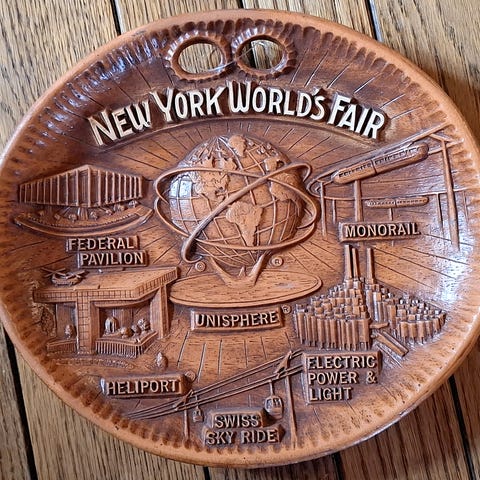 NEW YORK WORLD'S FAIR
FEDERAL
PAVILION
MONORAIL
UNISPHERE®
HELIPORT
ELECTRIC
POWER &
LIGHT
SWISS
SKY RIDE